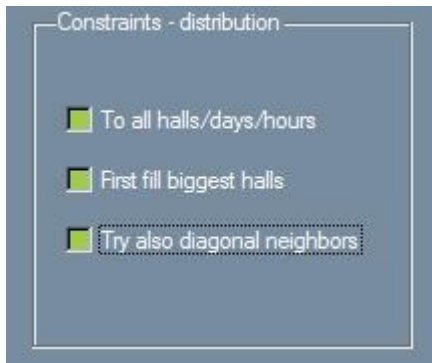 Constraints - distribution
To all halls/days/hours
First fill biggest halls
Try also diagonal neighbors